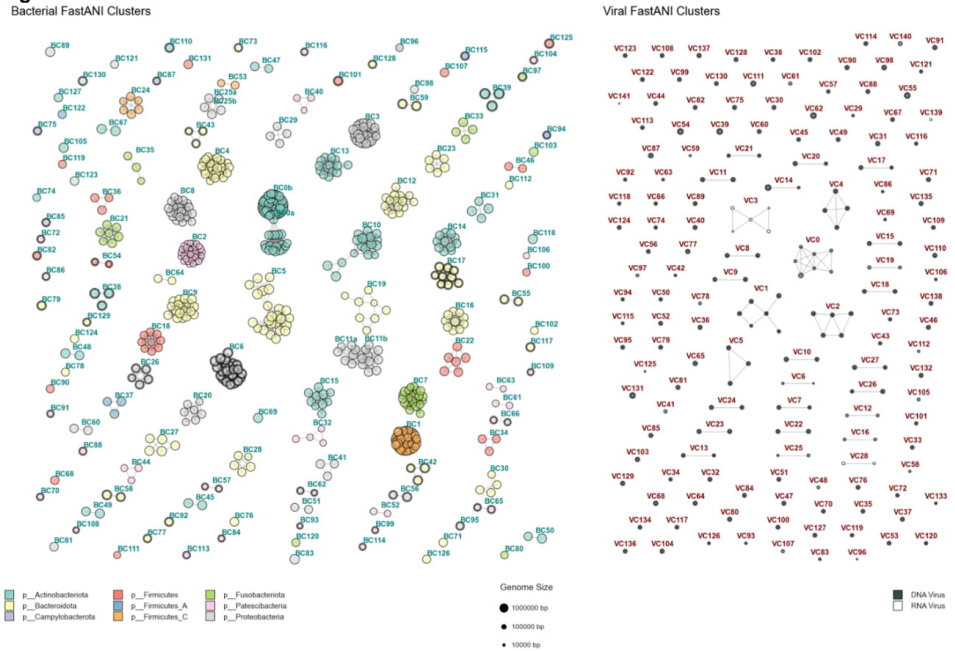 Bacterial FastANI Clusters
Viral FastANI Clusters
BC89
BC121
BC110
BC131
BC73
BC47
BC116
BC128
BC96
BC115
BC107
BC125
BC104
BC97
BC130
BC87
BC53
BC101
BC98
BC59
BC39
BC127
BC24
BC25a
BC25b
BC40
BC122
BC75
BC67
BC43
BC29
BC3
BC33
BC94
BC105
BC119
BC123
BC35
BC4
BC13
BC23
BC103
BC46
BC112
BC74
BC36
BC8
BC0b
BC0a
BC12
BC31
BC85
BC72
BC21
BC2
BC10
BC14
BC118
BC106
BC82
BC54
BC17
BC100
BC86
BC64
BC5
BC79
BC38
BC9
BC19
BC16
BC55
BC129
BC18
BC102
BC124
BC48
BC26
BC6
BC11a
BC11b
BC22
BC117
BC78
BC109
BC90
BC37
BC20
BC15
BC7
BC63
BC61
BC91
BC60
BC69
BC32
BC1
BC66
BC34
BC88
BC27
BC28
BC41
BC42
BC68
BC44
BC30
BC70
BC58
BC57
BC62
BC56
BC49
BC45
BC51
BC52
BC65
BC108
BC92
BC76
BC93
BC99
BC95
BC50
BC81
BC77
BC84
BC120
BC114
BC71
BC111
BC113
BC83
BC126
BC80
VC123
VC108
VC137
VC128
VC38
VC102
VC114
VC140
VC91
VC122
VC99
VC130
VC111
VC61
VC90
VC98
VC121
VC141
VC44
VC82
VC75
VC30
VC57
VC88
VC55
VC113
VC54
VC39
VC60
VC62
VC29
VC67
VC139
VC87
VC59
VC21
VC45
VC49
VC31
VC116
VC92
VC63
VC11
VC20
VC17
VC71
VC118
VC66
VC89
VC3
VC14
VC4
VC86
VC135
VC124
VC74
VC40
VC69
VC109
VC56
VC77
VC8
VC0
VC15
VC110
VC97
VC42
VC9
VC19
VC106
VC94
VC50
VC78
VC1
VC18
VC138
VC115
VC52
VC36
VC2
VC73
VC46
VC95
VC79
VC5
VC43
VC112
VC125
VC65
VC10
VC27
VC132
VC131
VC81
VC6
VC26
VC105
VC41
VC24
VC7
VC12
VC101
VC85
VC23
VC22
VC16
VC33
VC103
VC13
VC25
VC28
VC58
VC129
VC34
VC32
VC51
VC48
VC76
VC72
VC133
VC68
VC64
VC84
VC47
VC70
VC35
VC37
VC134
VC117
VC80
VC100
VC127
VC119
VC136
VC104
VC126
VC93
VC107
VC83
VC96
VC53
VC120
p__Actinobacteriota
p__Bacteroidota
p__Campylobacterota
p__Firmicutes
p__Firmicutes_A
p__Firmicutes_C
p__Fusobacteriota
p__Patescibacteria
p__Proteobacteria
Genome Size
1000000 bp
100000 bp
10000 bp
DNA Virus
RNA Virus